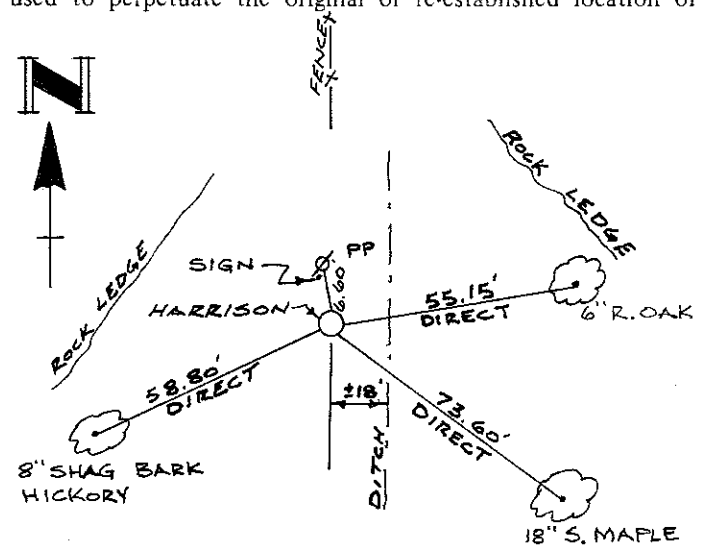 used to perpetuate the original or re-established location of
N
FENCE
ROCK LEDGE
ROCK LEDGE
SIGN
PP
6.60'
HARRISON
55.15'
DIRECT
6" R. OAK
58.80'
DIRECT
±18'
73.60'
DIRECT
8" SHAG BARK
HICKORY
DITCH
18" S. MAPLE